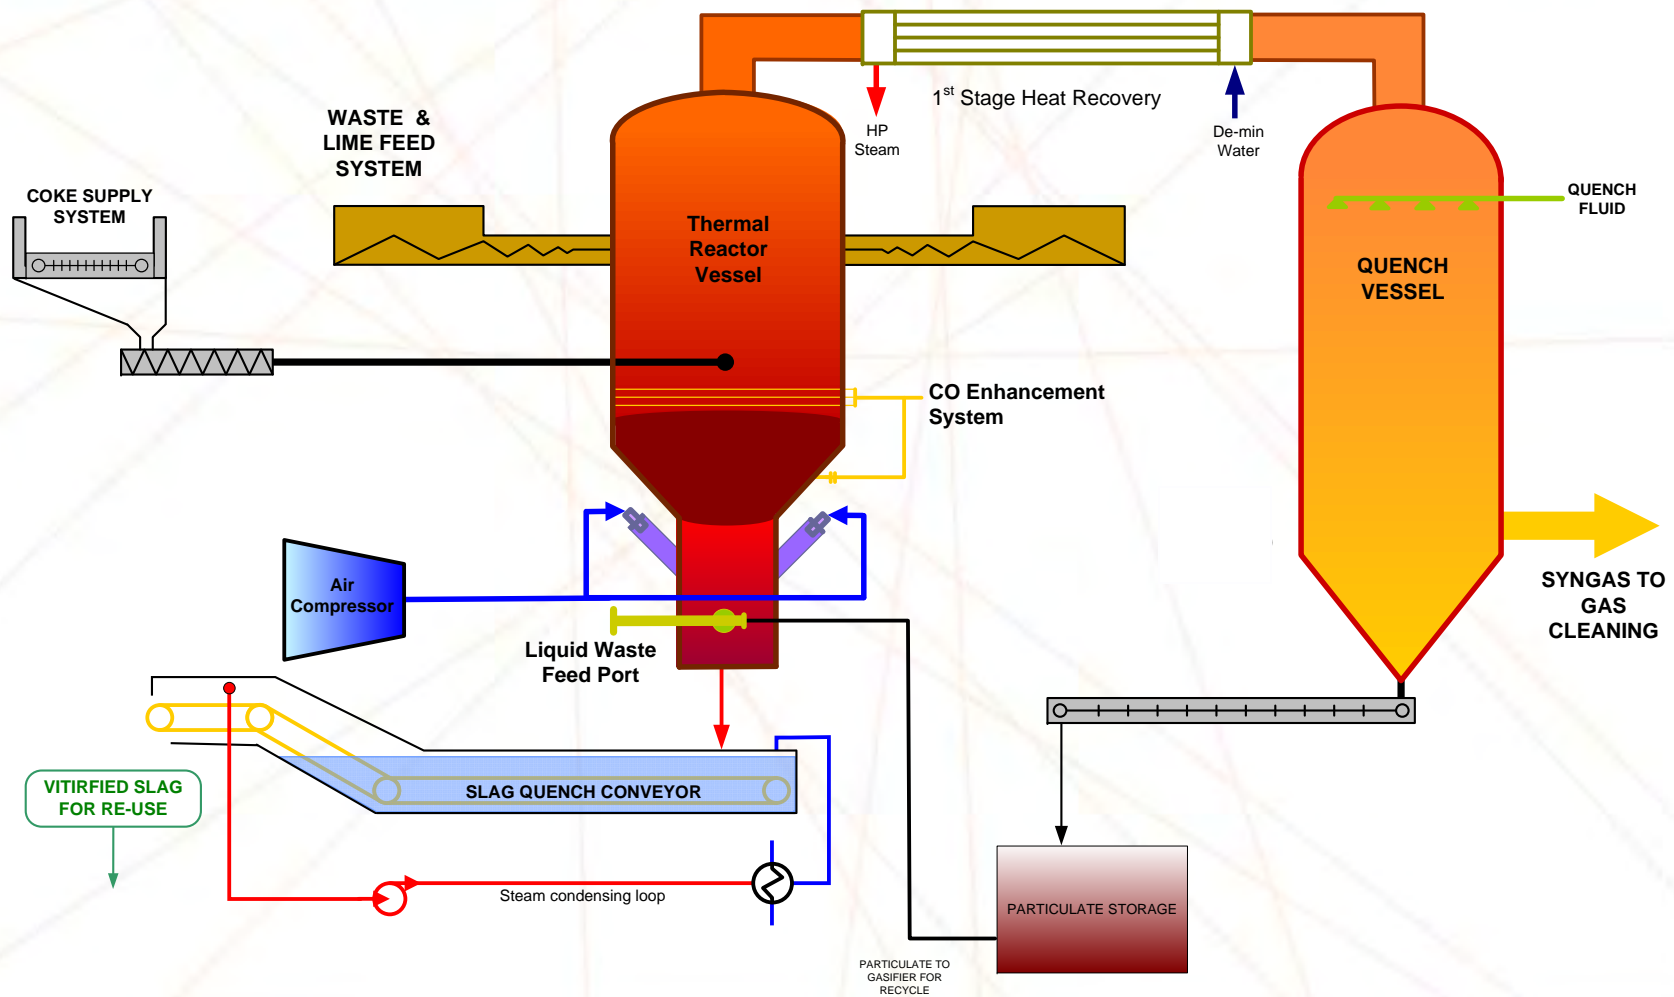 1st Stage Heat Recovery
HP
Steam
De-min
Water
WASTE &
LIME FEED
SYSTEM
COKE SUPPLY
SYSTEM
Thermal
Reactor
Vessel
QUENCH
FLUID
QUENCH
VESSEL
CO Enhancement
System
Air
Compressor
SYNGAS TO
GAS
CLEANING
Liquid Waste
Feed Port
VITIRFIED SLAG
FOR RE-USE
SLAG QUENCH CONVEYOR
Steam condensing loop
PARTICULATE STORAGE
PARTICULATE TO
GASIFIER FOR
RECYCLE